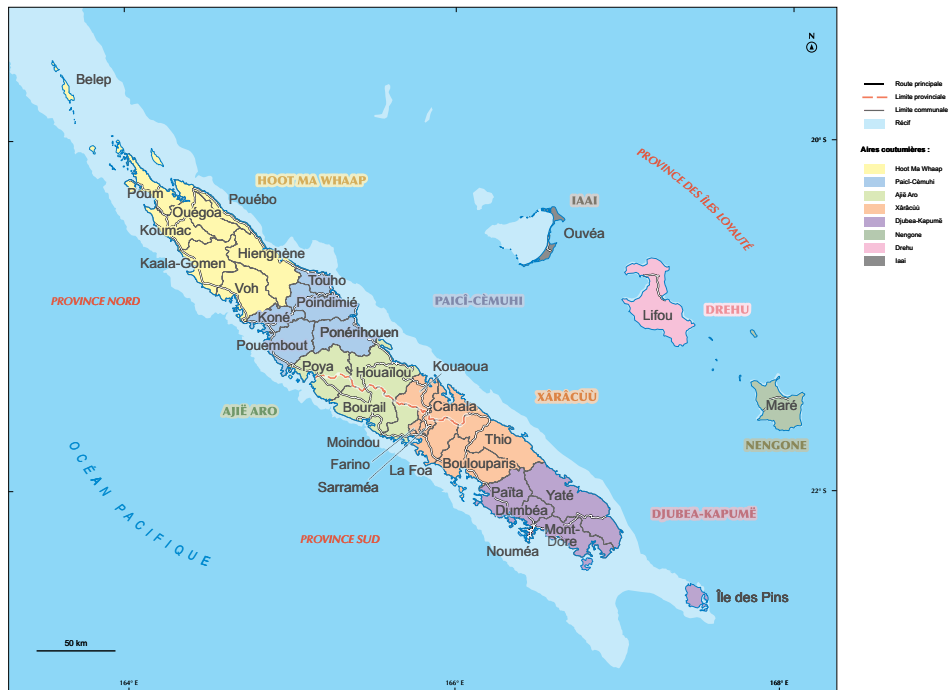 N
Belep
Route principale
Limite provinciale
Limite communale
Récif
Aires coutumières :
Hoot Ma Whaap
Paicî-Cèmuhi
Ajië Aro
Xârâcùù
Djubea-Kapumë
Nengone
Drehu
Iaai
20° S
PROVINCE DES ÎLES LOYAUTÉ
HOOT MA WHAAP
Poum
Pouébo
Ouégoa
IAAI
Ouvéa
Koumac
Hienghène
Kaala-Gomen
Voh
Touho
PROVINCE NORD
Poindimié
PAICÎ-CÈMUHI
DREHU
Lifou
Koné
Ponérihouen
Pouembout
Poya
Houaïlou
Kouaoua
XÂRÂCÙÙ
Maré
AJIË ARO
Bourail
Canala
NENGONE
Moindou
Thio
Farino
La Foa
Boulouparis
Sarraméa
22° S
OCÉAN PACIFIQUE
Païta
Yaté
DJUBEA-KAPUMË
Dumbéa
PROVINCE SUD
Mont-
Dore
Nouméa
Île des Pins
50 km
164° E
166° E
168° E